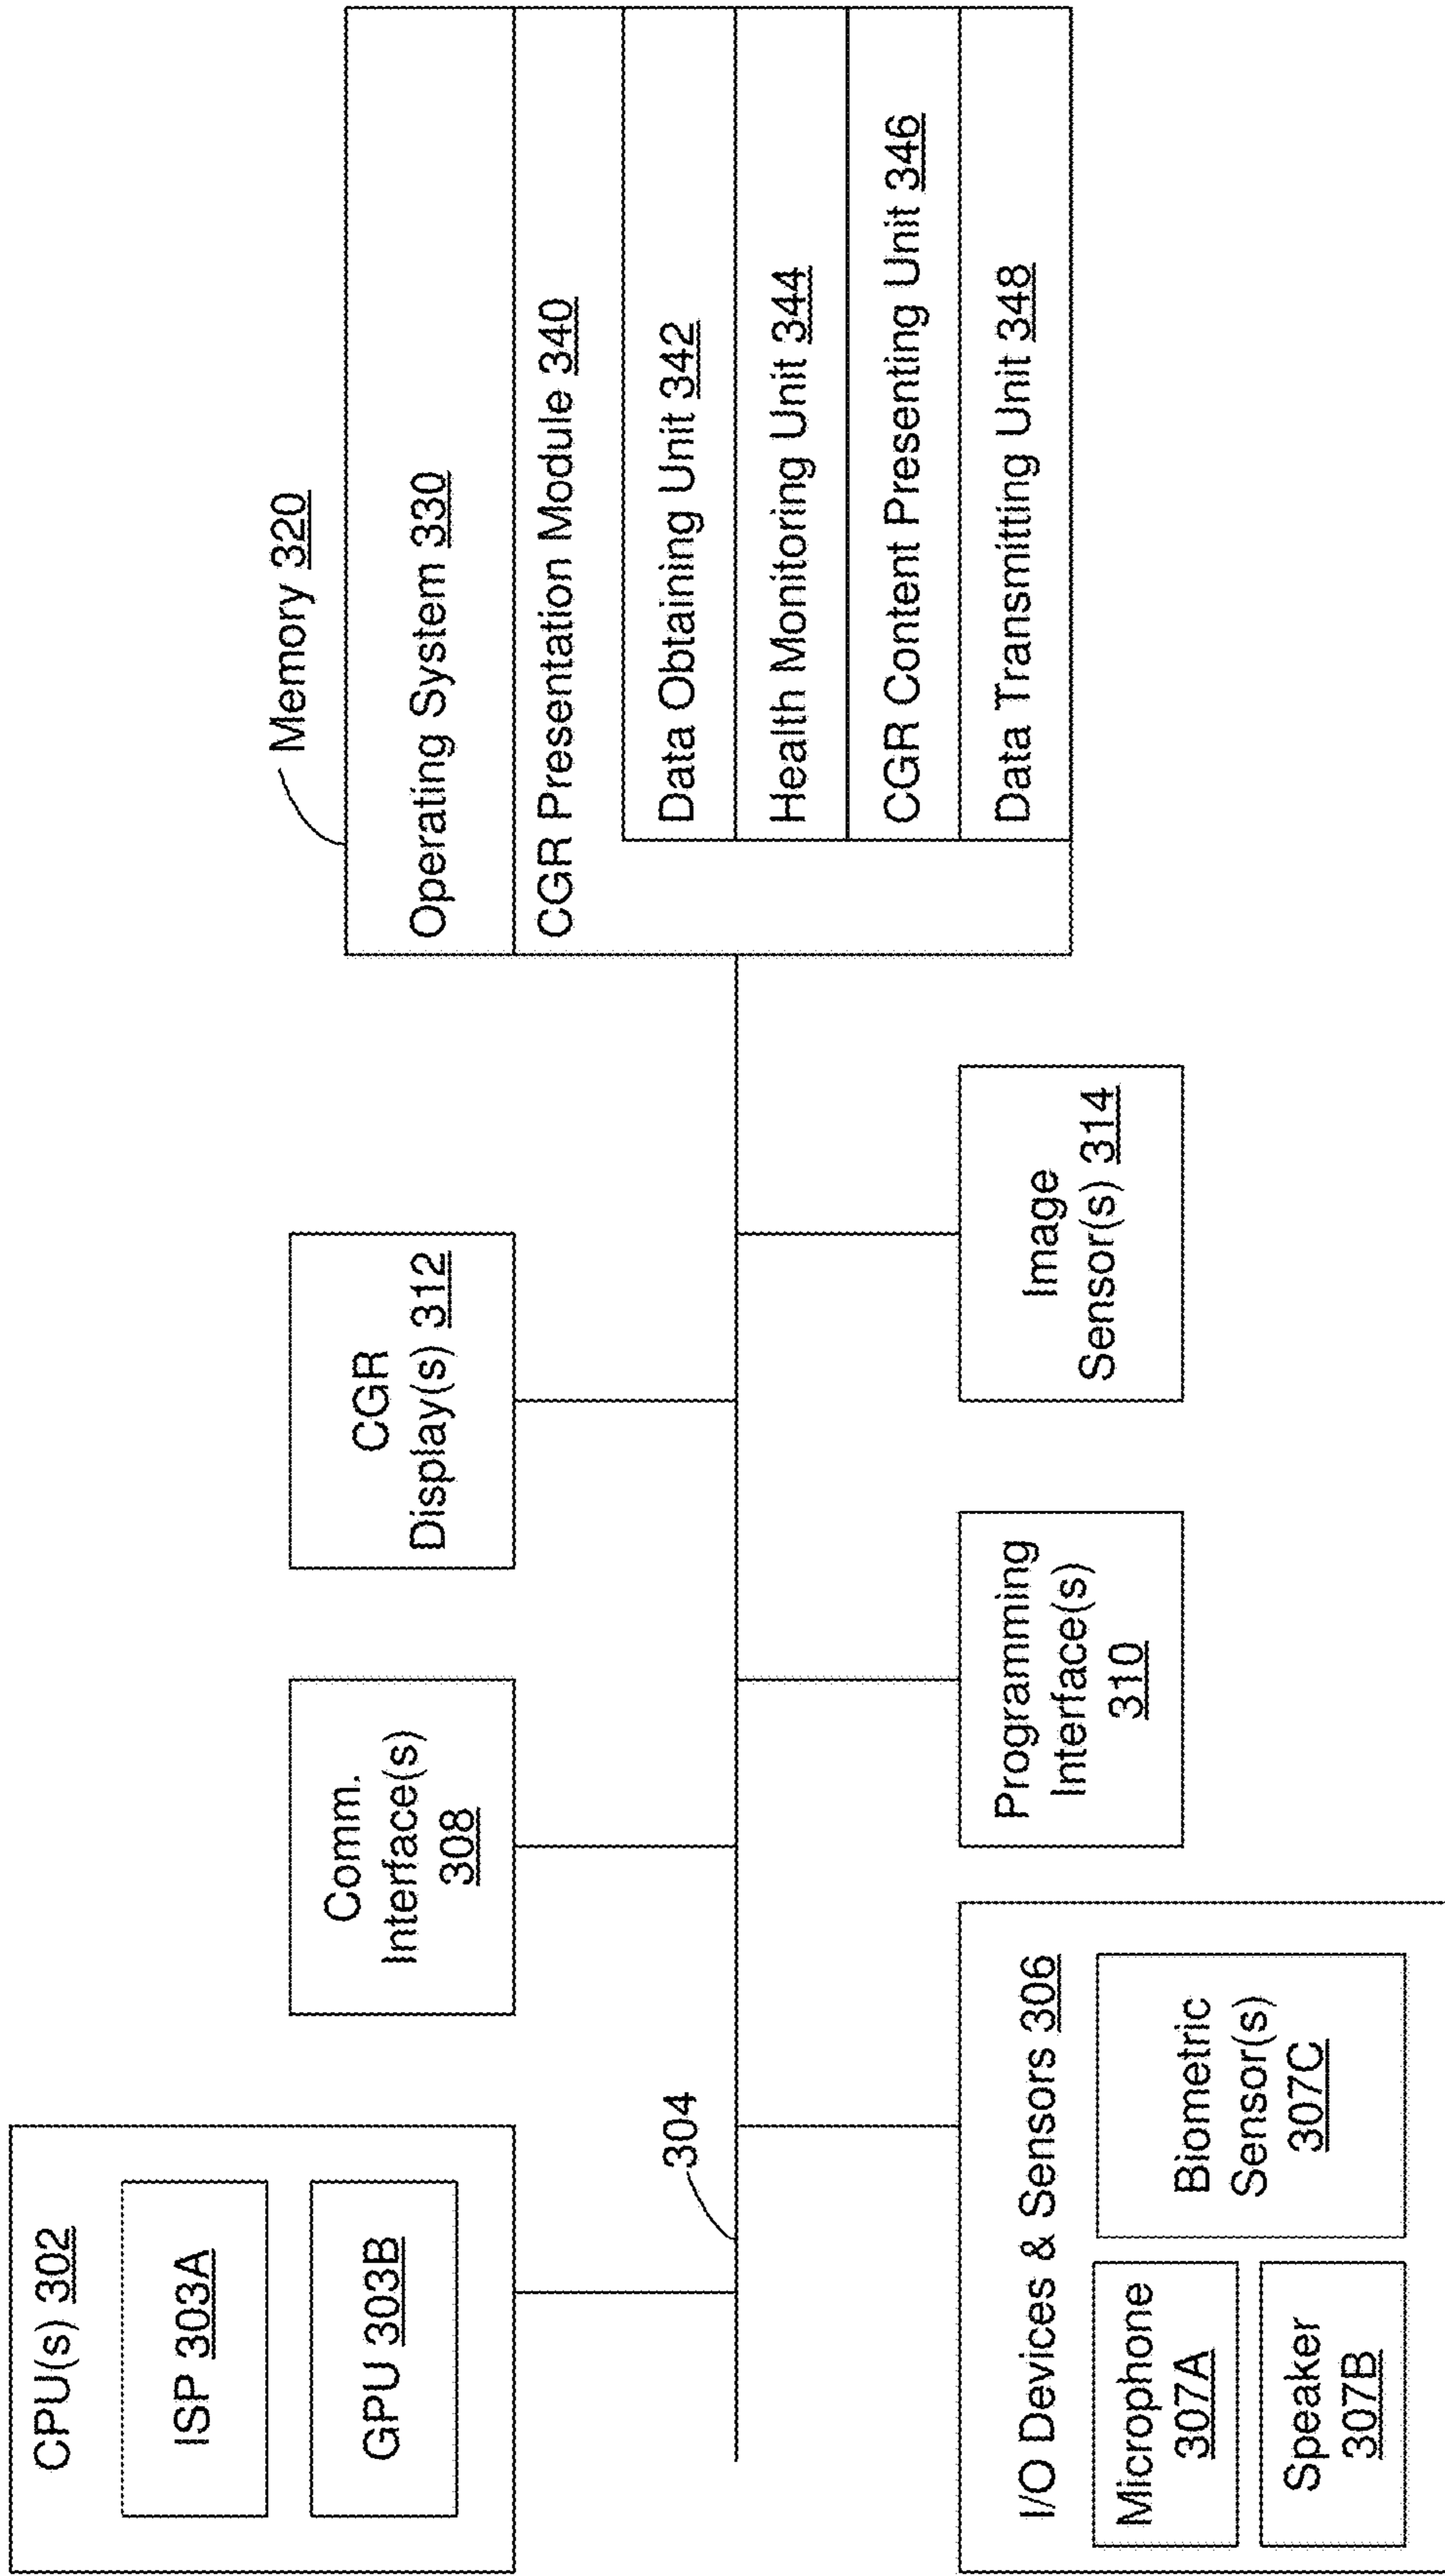 CPU(s) 302
ISP 303A
GPU 303B
Comm.
Interface(s)
308
CGR
Display(s) 312
Memory 320
Operating System 330
CGR Presentation Module 340
Data Obtaining Unit 342
Health Monitoring Unit 344
CGR Content Presenting Unit 346
Data Transmitting Unit 348
304
I/O Devices & Sensors 306
Microphone
307A
Speaker
307B
Biometric
Sensor(s)
307C
Programming
Interface(s)
310
Image
Sensor(s) 314